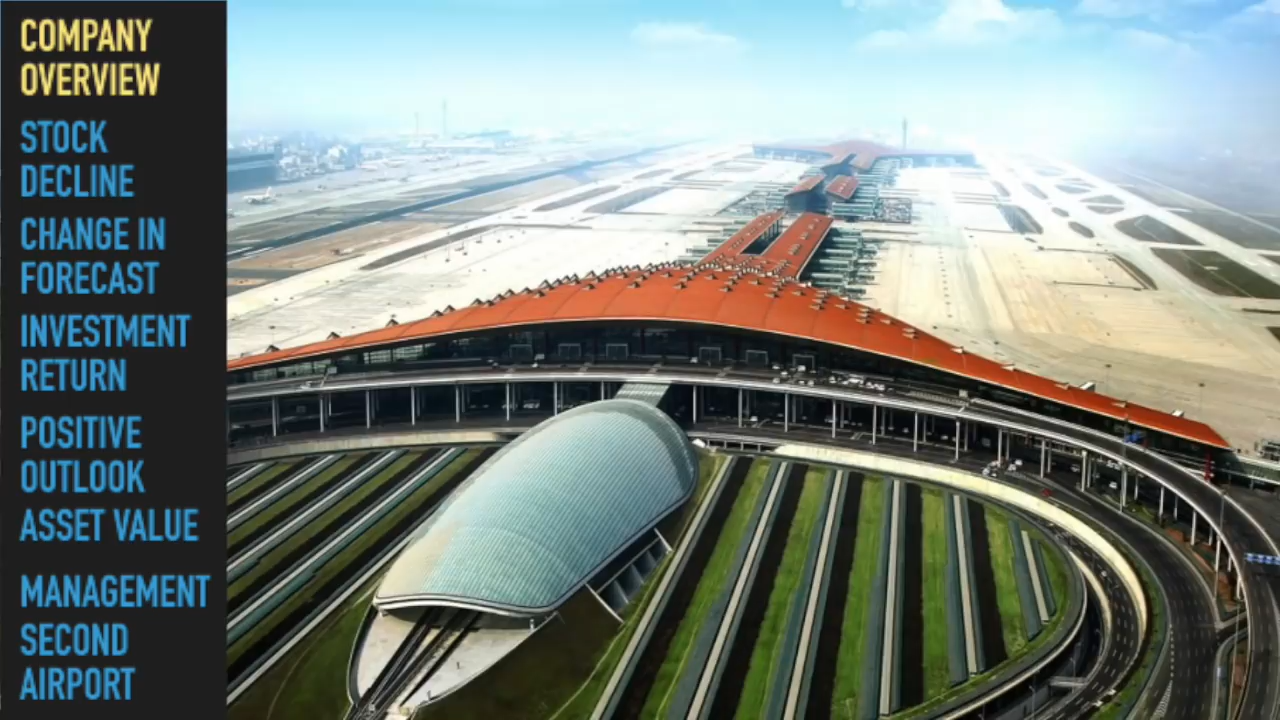 COMPANY
OVERVIEW
STOCK
DECLINE
CHANGE IN
FORECAST
INVESTMENT
RETURN
POSITIVE
OUTLOOK
ASSET VALUE
MANAGEMENT
SECOND
AIRPORT